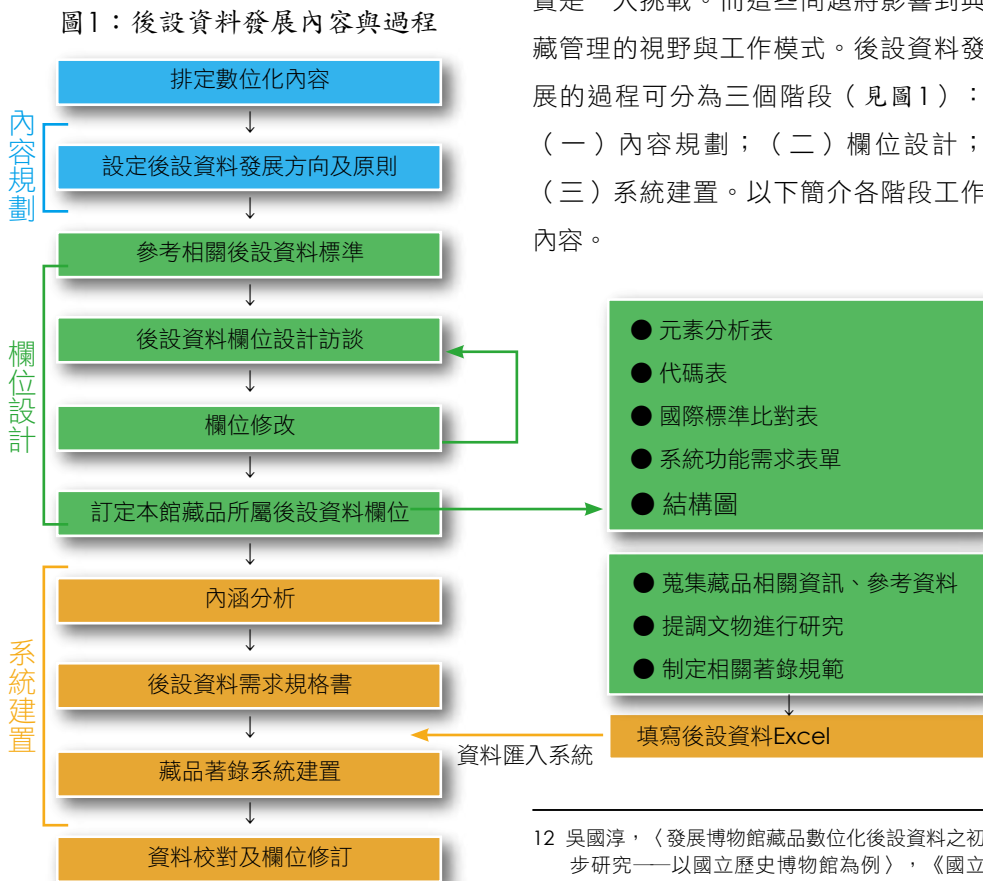 圖1：後設資料發展內容與過程
內容規劃
排定數位化內容
↓
設定後設資料發展方向及原則
↓
欄位設計
參考相關後設資料標準
↓
後設資料欄位設計訪談
↓
欄位修改
↓
訂定本館藏品所屬後設資料欄位
↓
系統建置
內涵分析
↓
後設資料需求規格書
↓
藏品著錄系統建置
↓
資料校對及欄位修訂
藏管理的視野與工作模式。後設資料發
展的過程可分為三個階段（見圖1）：
（一）內容規劃；（二）欄位設計；
（三）系統建置。以下簡介各階段工作
內容。
● 元素分析表
● 代碼表
● 國際標準比對表
● 系統功能需求表單
● 結構圖
● 蒐集藏品相關資訊、參考資料
● 提調文物進行研究
● 制定相關著錄規範
↓
填寫後設資料Excel
資料匯入系統
12 吳國淳，〈發展博物館藏品數位化後設資料之初
步研究——以國立歷史博物館為例〉，《國立